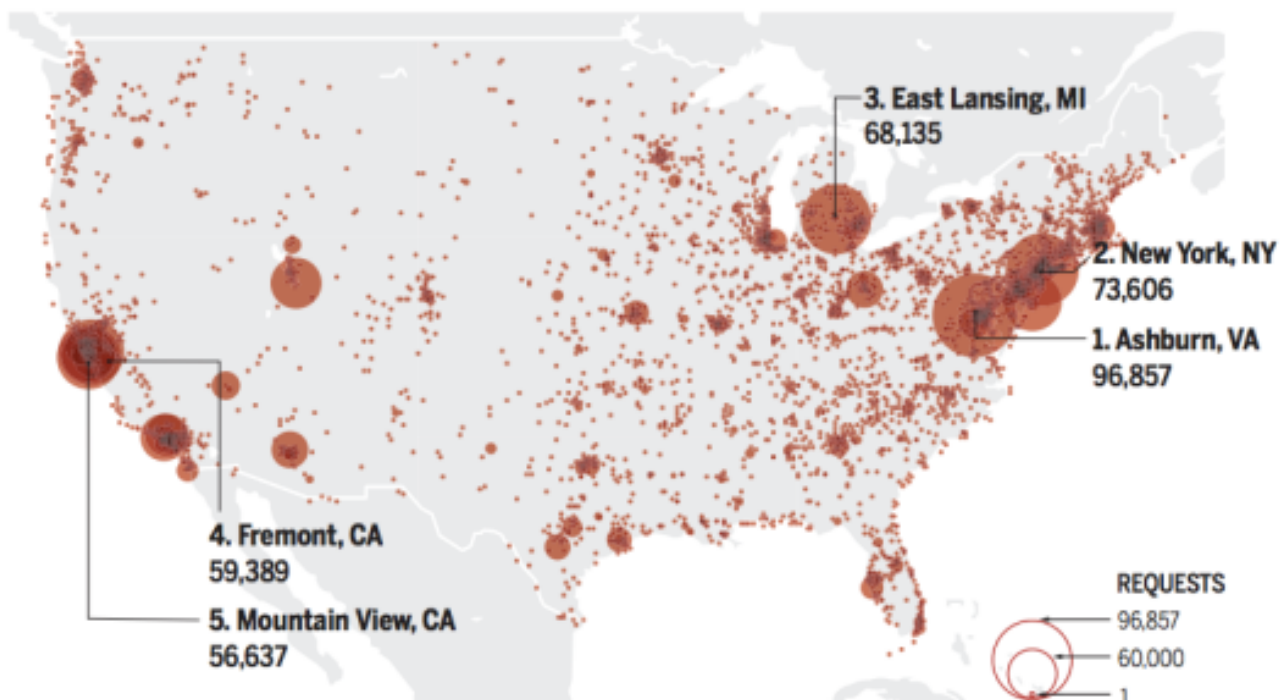 3. East Lansing, MI
68,135
2. New York, NY
73,606
1. Ashburn, VA
96,857
4. Fremont, CA
59,389
5. Mountain View, CA
56,637
REQUESTS
96,857
60,000
1